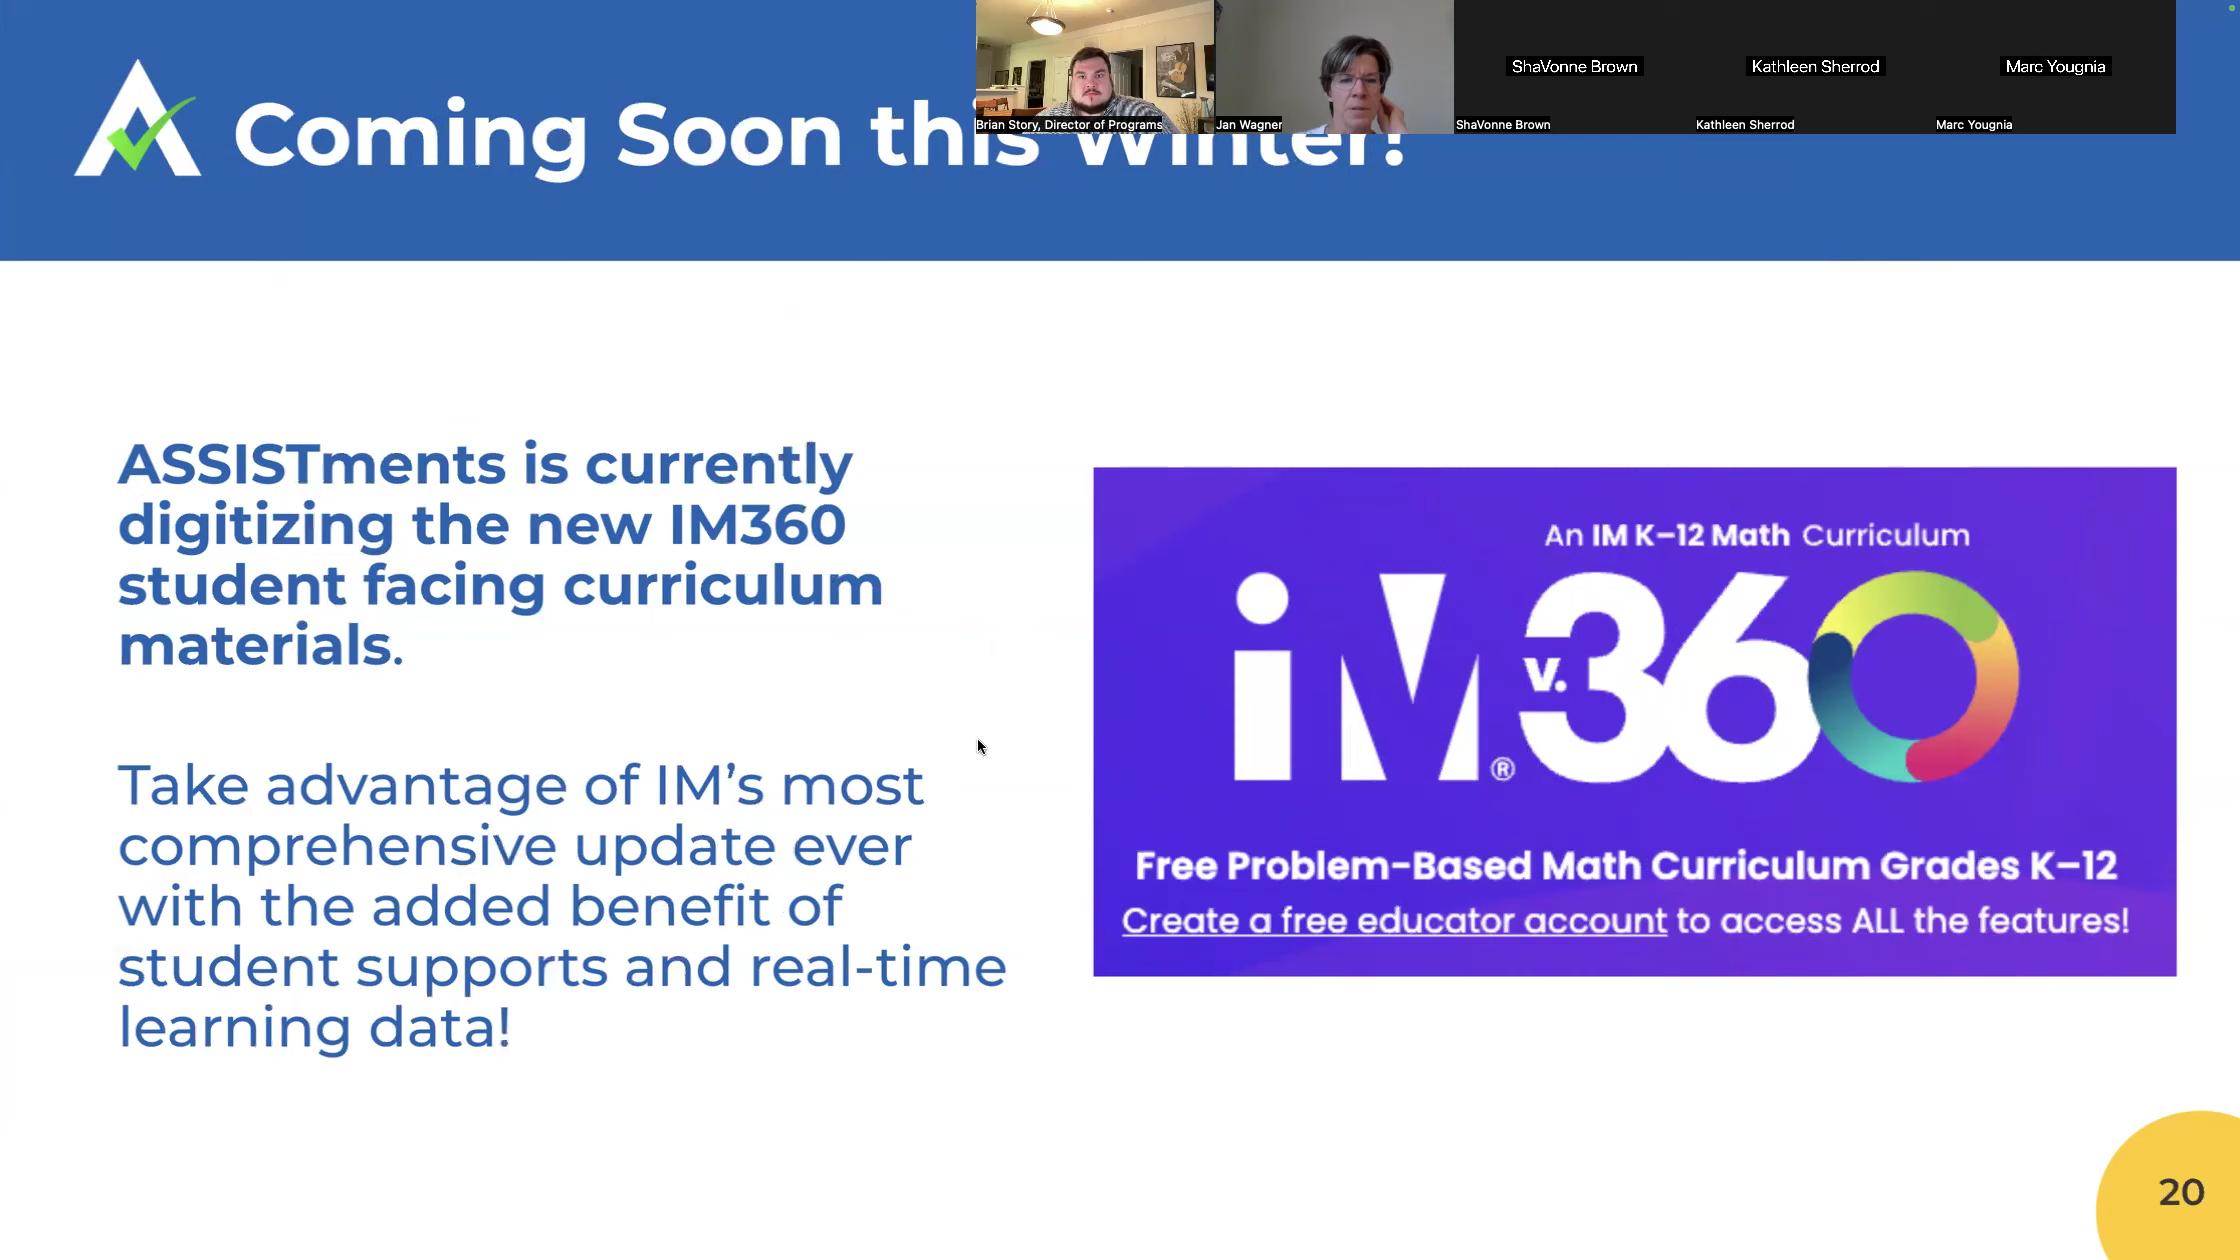 ShaVonne Brown
Kathleen Sherrod
Marc Yougnia
Brian Story, Director of Programs
Jan Wagner
ShaVonne Brown
Kathleen Sherrod
Marc Yougnia
Coming Soon this Winter!
ASSISTments is currently
digitizing the new IM360
student facing curriculum
materials.
Take advantage of IM’s most
comprehensive update ever
with the added benefit of
student supports and real-time
learning data!
An IM K–12 Math Curriculum
iM® v.360
Free Problem-Based Math Curriculum Grades K–12
Create a free educator account to access ALL the features!
20